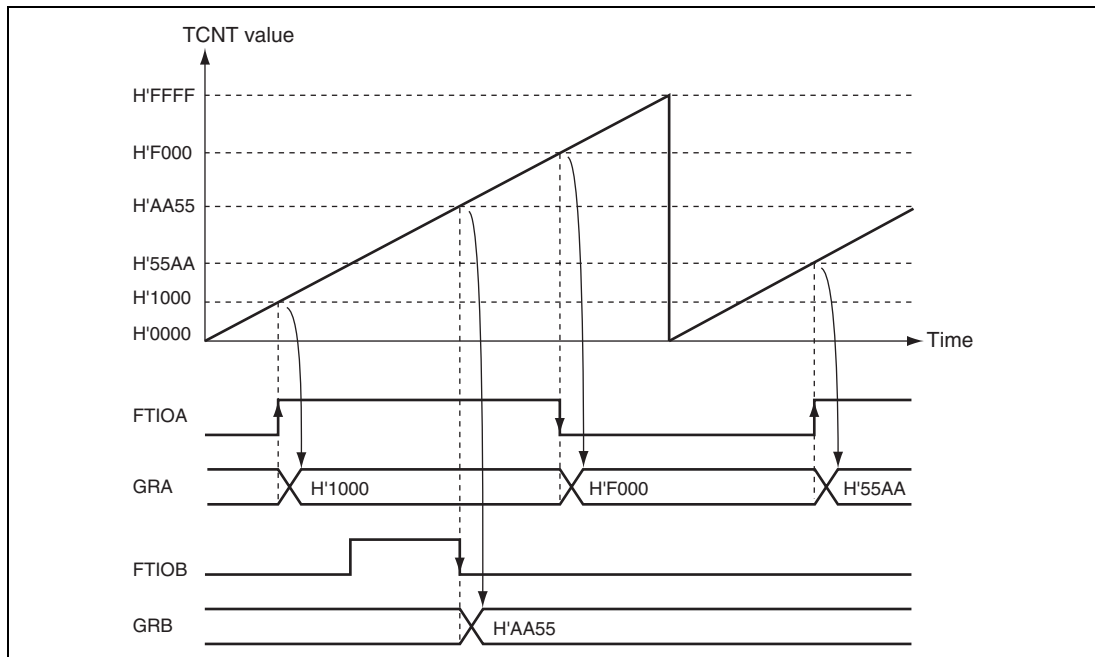 TCNT value
H'FFFF
H'F000
H'AA55
H'55AA
H'1000
H'0000
Time
FTIOA
GRA
H'1000
H'F000
H'55AA
FTIOB
GRB
H'AA55